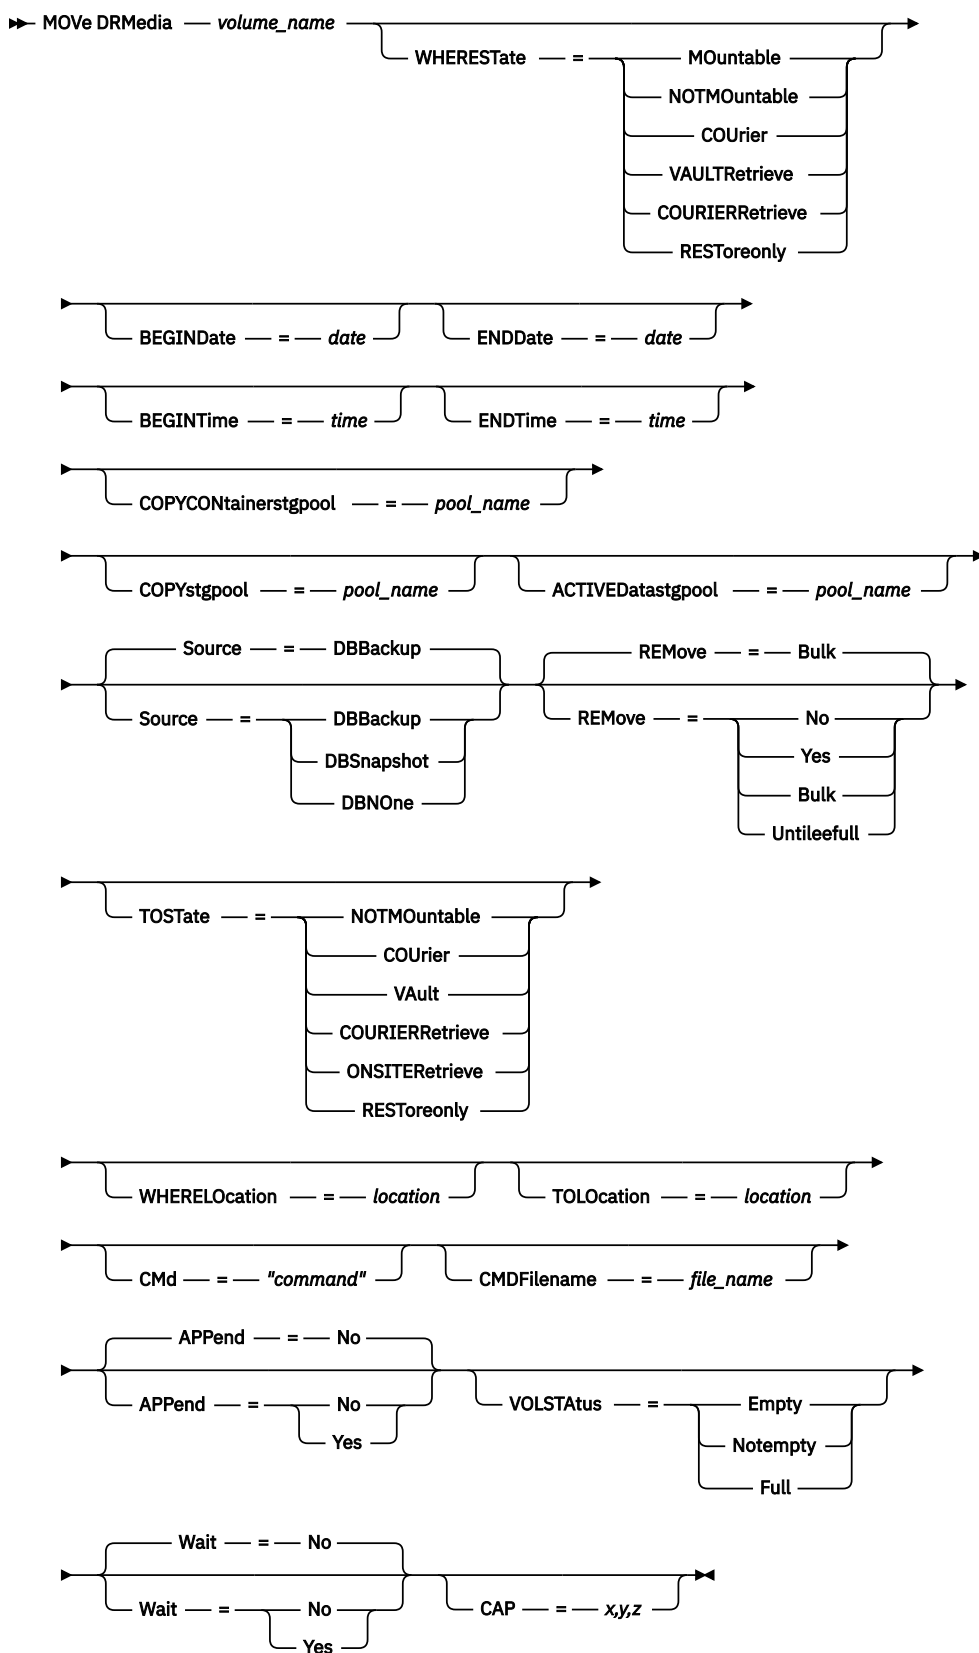 MOVe DRMedia volume_name
WHERESTate = MOuntable
NOTMOuntable
COUrier
VAULTRetrieve
COURIERRetrieve
RESToreonly
BEGINDate = date ENDDate = date
BEGINTime = time ENDTime = time
COPYCONtainerstgpool = pool_name
COPYstgpool = pool_name ACTIVEDatastgpool = pool_name
Source = DBBackup REMove = Bulk
Source = DBBackup REMove = No
DBSnapshot Yes
DBNOne Bulk
Untileefull
TOSTate = NOTMOuntable
COUrier
VAult
COURIERRetrieve
ONSITERetrieve
RESToreonly
WHERELOcation = location TOLOcation = location
CMd = "command" CMDFilename = file_name
APPend = No
APPend = No VOLSTAtus = Empty
Yes Notempty
Full
Wait = No
Wait = No CAP = x,y,z
Yes